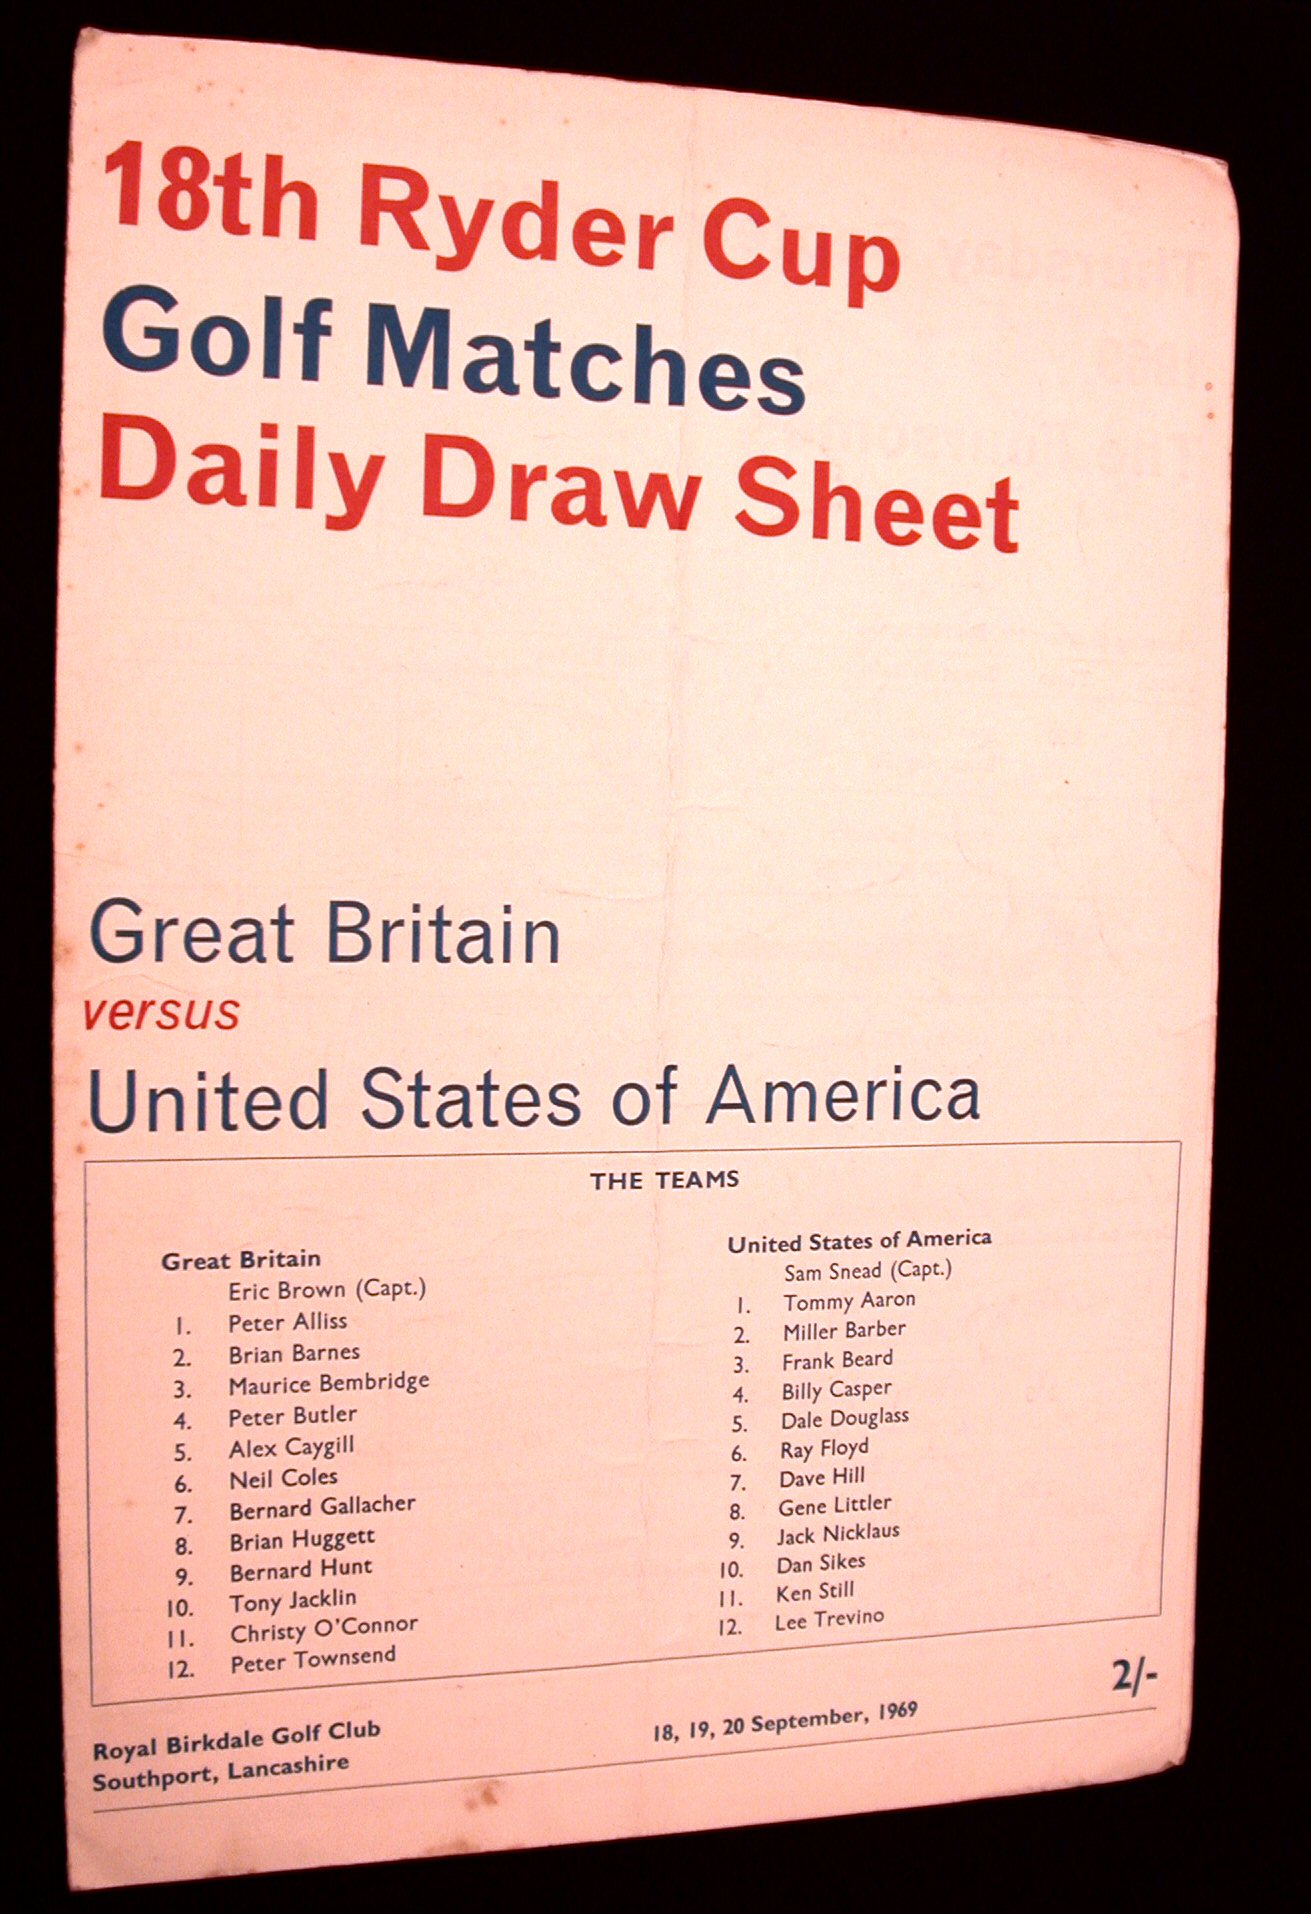 18th Ryder Cup
Golf Matches
Daily Draw Sheet
Great Britain
versus
United States of America
THE TEAMS
Great Britain
Eric Brown (Capt.)
1. Peter Alliss
2. Brian Barnes
3. Maurice Bembridge
4. Peter Butler
5. Alex Caygill
6. Neil Coles
7. Bernard Gallacher
8. Brian Huggett
9. Bernard Hunt
10. Tony Jacklin
11. Christy O'Connor
12. Peter Townsend
United States of America
Sam Snead (Capt.)
1. Tommy Aaron
2. Miller Barber
3. Frank Beard
4. Billy Casper
5. Dale Douglass
6. Ray Floyd
7. Dave Hill
8. Gene Littler
9. Jack Nicklaus
10. Dan Sikes
11. Ken Still
12. Lee Trevino
2/-
Royal Birkdale Golf Club
Southport, Lancashire
18, 19, 20 September, 1969